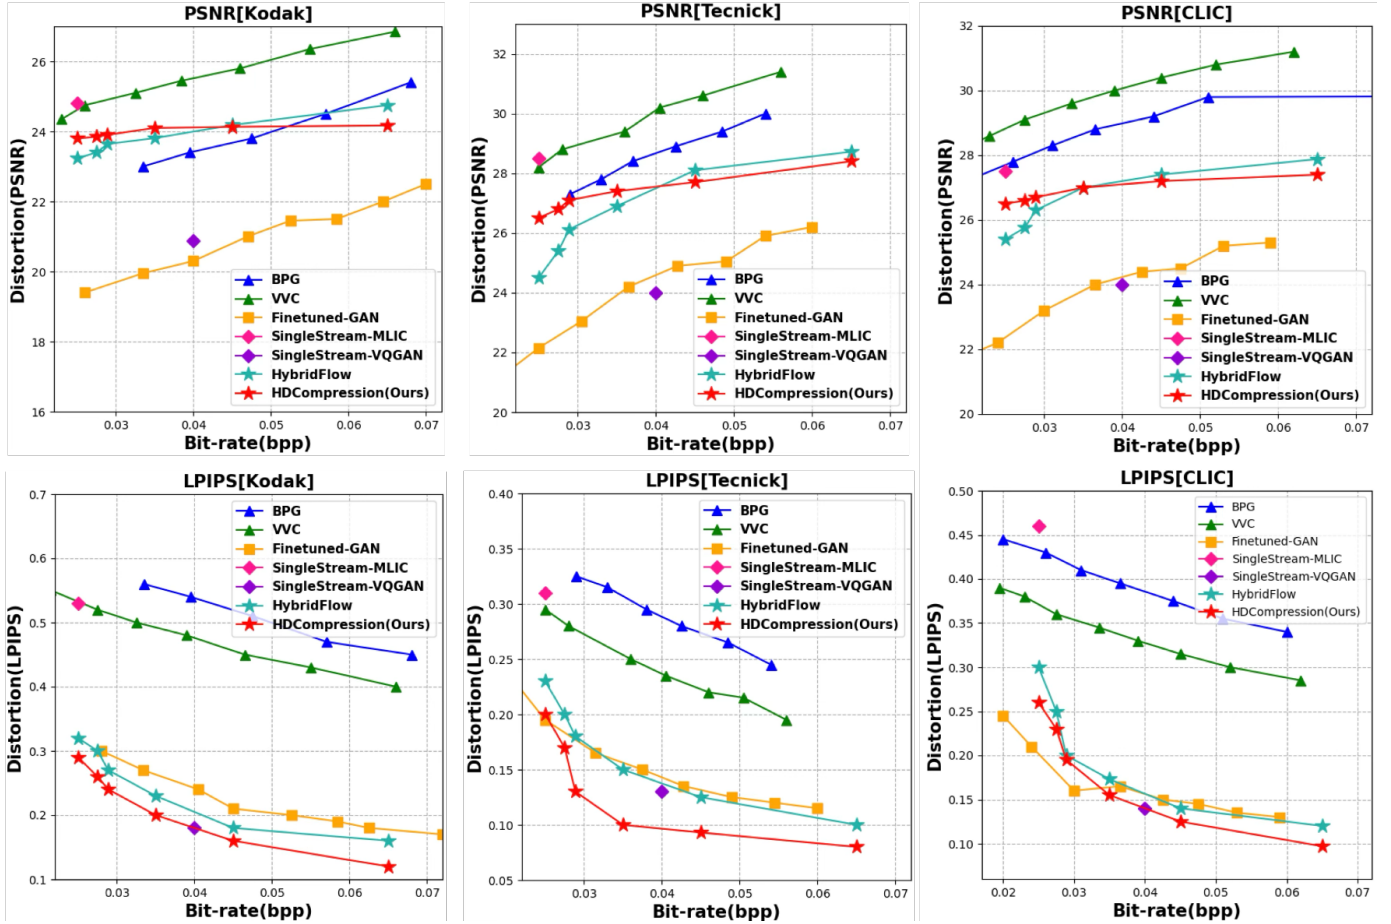 PSNR[Kodak]
Distortion(PSNR)
26
24
22
20
18
16
BPG
VVC
Finetuned-GAN
SingleStream-MLIC
SingleStream-VQGAN
HybridFlow
HDCompression(Ours)
0.03 0.04 0.05 0.06 0.07
Bit-rate(bpp)
PSNR[Tecnick]
Distortion(PSNR)
32
30
28
26
24
22
20
BPG
VVC
Finetuned-GAN
SingleStream-MLIC
SingleStream-VQGAN
HybridFlow
HDCompression(Ours)
0.03 0.04 0.05 0.06 0.07
Bit-rate(bpp)
PSNR[CLIC]
Distortion(PSNR)
32
30
28
26
24
22
20
BPG
VVC
Finetuned-GAN
SingleStream-MLIC
SingleStream-VQGAN
HybridFlow
HDCompression(Ours)
0.03 0.04 0.05 0.06 0.07
Bit-rate(bpp)
LPIPS[Kodak]
Distortion(LPIPS)
0.7
0.6
0.5
0.4
0.3
0.2
0.1
BPG
VVC
Finetuned-GAN
SingleStream-MLIC
SingleStream-VQGAN
HybridFlow
HDCompression(Ours)
0.03 0.04 0.05 0.06 0.07
Bit-rate(bpp)
LPIPS[Tecnick]
Distortion(LPIPS)
0.40
0.35
0.30
0.25
0.20
0.15
0.10
0.05
BPG
VVC
Finetuned-GAN
SingleStream-MLIC
SingleStream-VQGAN
HybridFlow
HDCompression(Ours)
0.03 0.04 0.05 0.06 0.07
Bit-rate(bpp)
LPIPS[CLIC]
Distortion(LPIPS)
0.50
0.45
0.40
0.35
0.30
0.25
0.20
0.15
0.10
BPG
VVC
Finetuned-GAN
SingleStream-MLIC
SingleStream-VQGAN
HybridFlow
HDCompression(Ours)
0.02 0.03 0.04 0.05 0.06 0.07
Bit-rate(bpp)